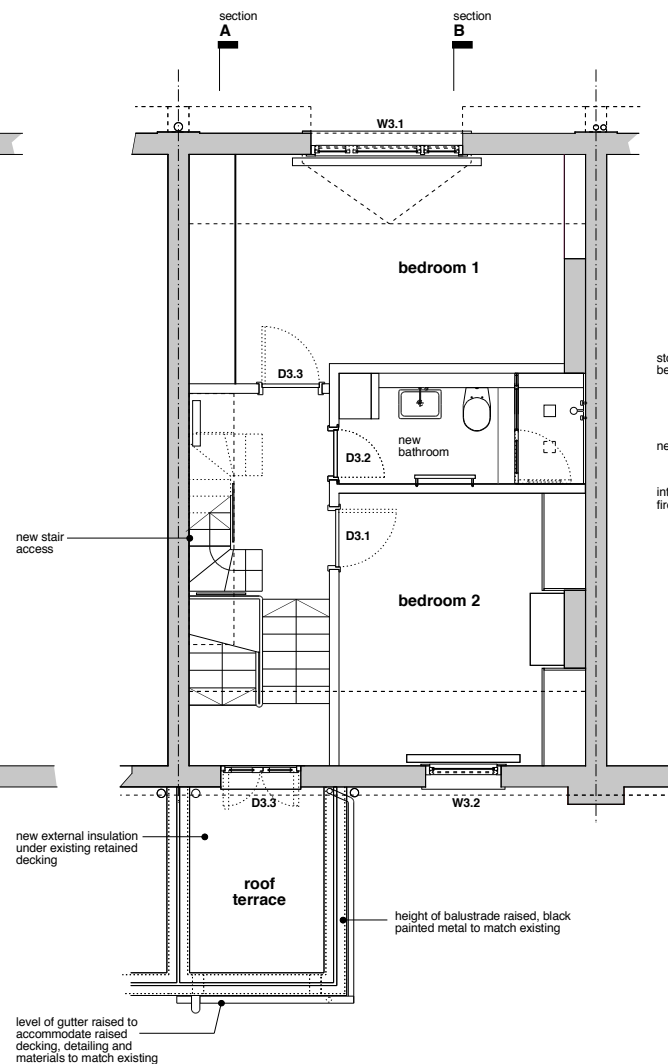 section
A
section
B
W3.1
bedroom 1
D3.3
new
bathroom
D3.2
D3.1
new stair
access
bedroom 2
D3.3
W3.2
new external insulation
under existing retained
decking
roof
terrace
height of balustrade raised, black
painted metal to match existing
level of gutter raised to
accommodate raised
decking, detailing and
materials to match existing